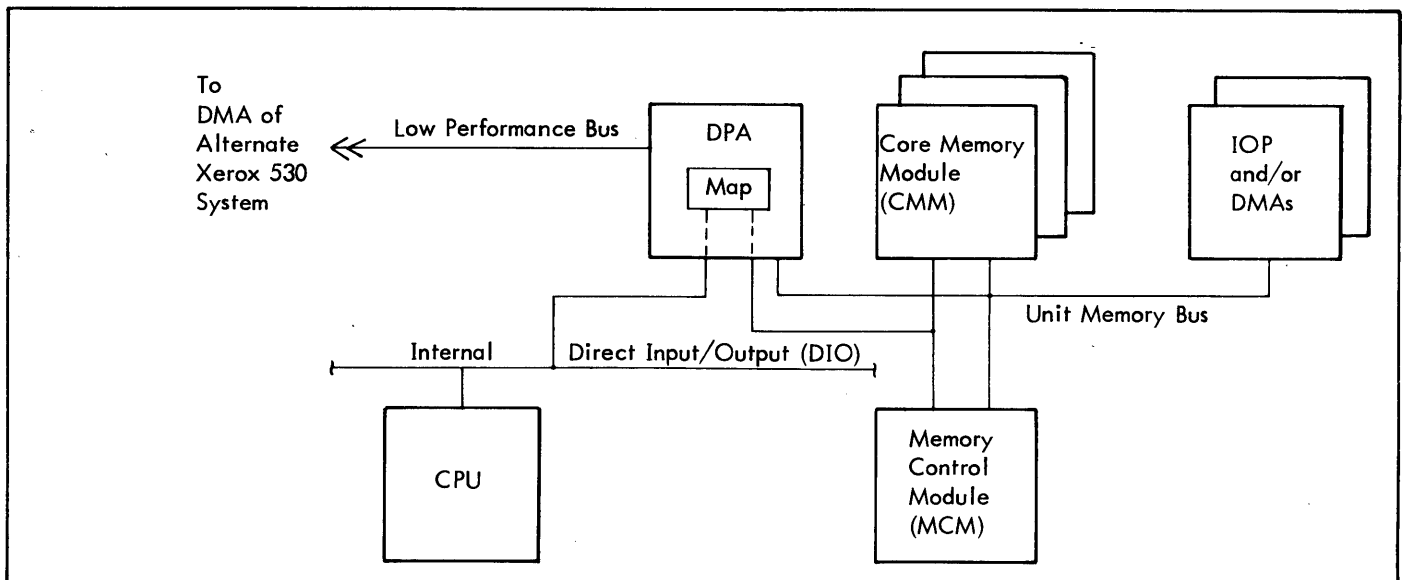 To
DMA of
Alternate
Xerox 530
System
Low Performance Bus
DPA
Map
Core Memory
Module
(CMM)
IOP
and/or
DMAs
Unit Memory Bus
Internal
Direct Input/Output (DIO)
CPU
Memory
Control
Module
(MCM)